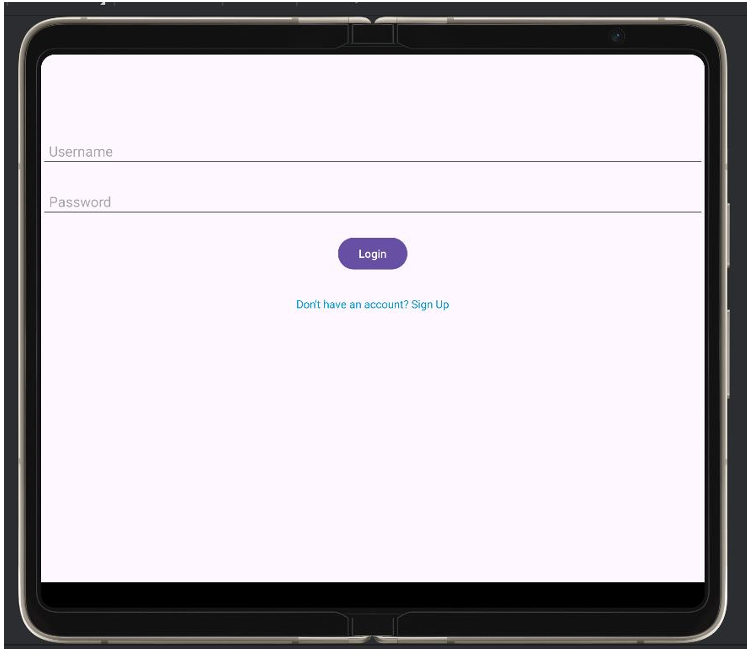 Username
Password
Login
Don't have an account? Sign Up